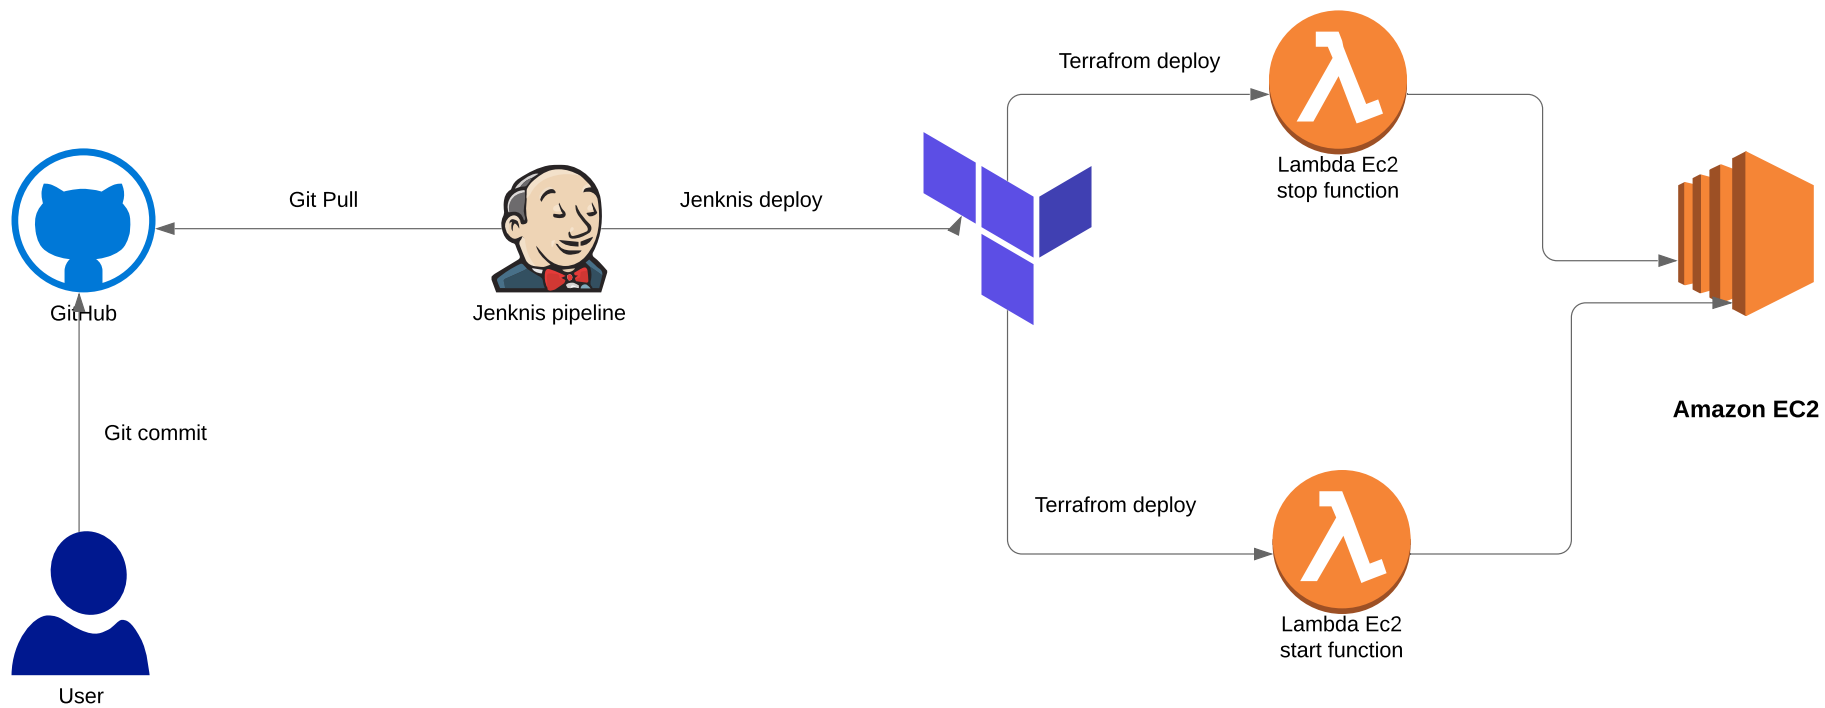 Terrafrom deploy
Lambda Ec2
stop function
Git Pull
Jenknis deploy
GitHub
Jenknis pipeline
Amazon EC2
Git commit
Terrafrom deploy
Lambda Ec2
start function
User